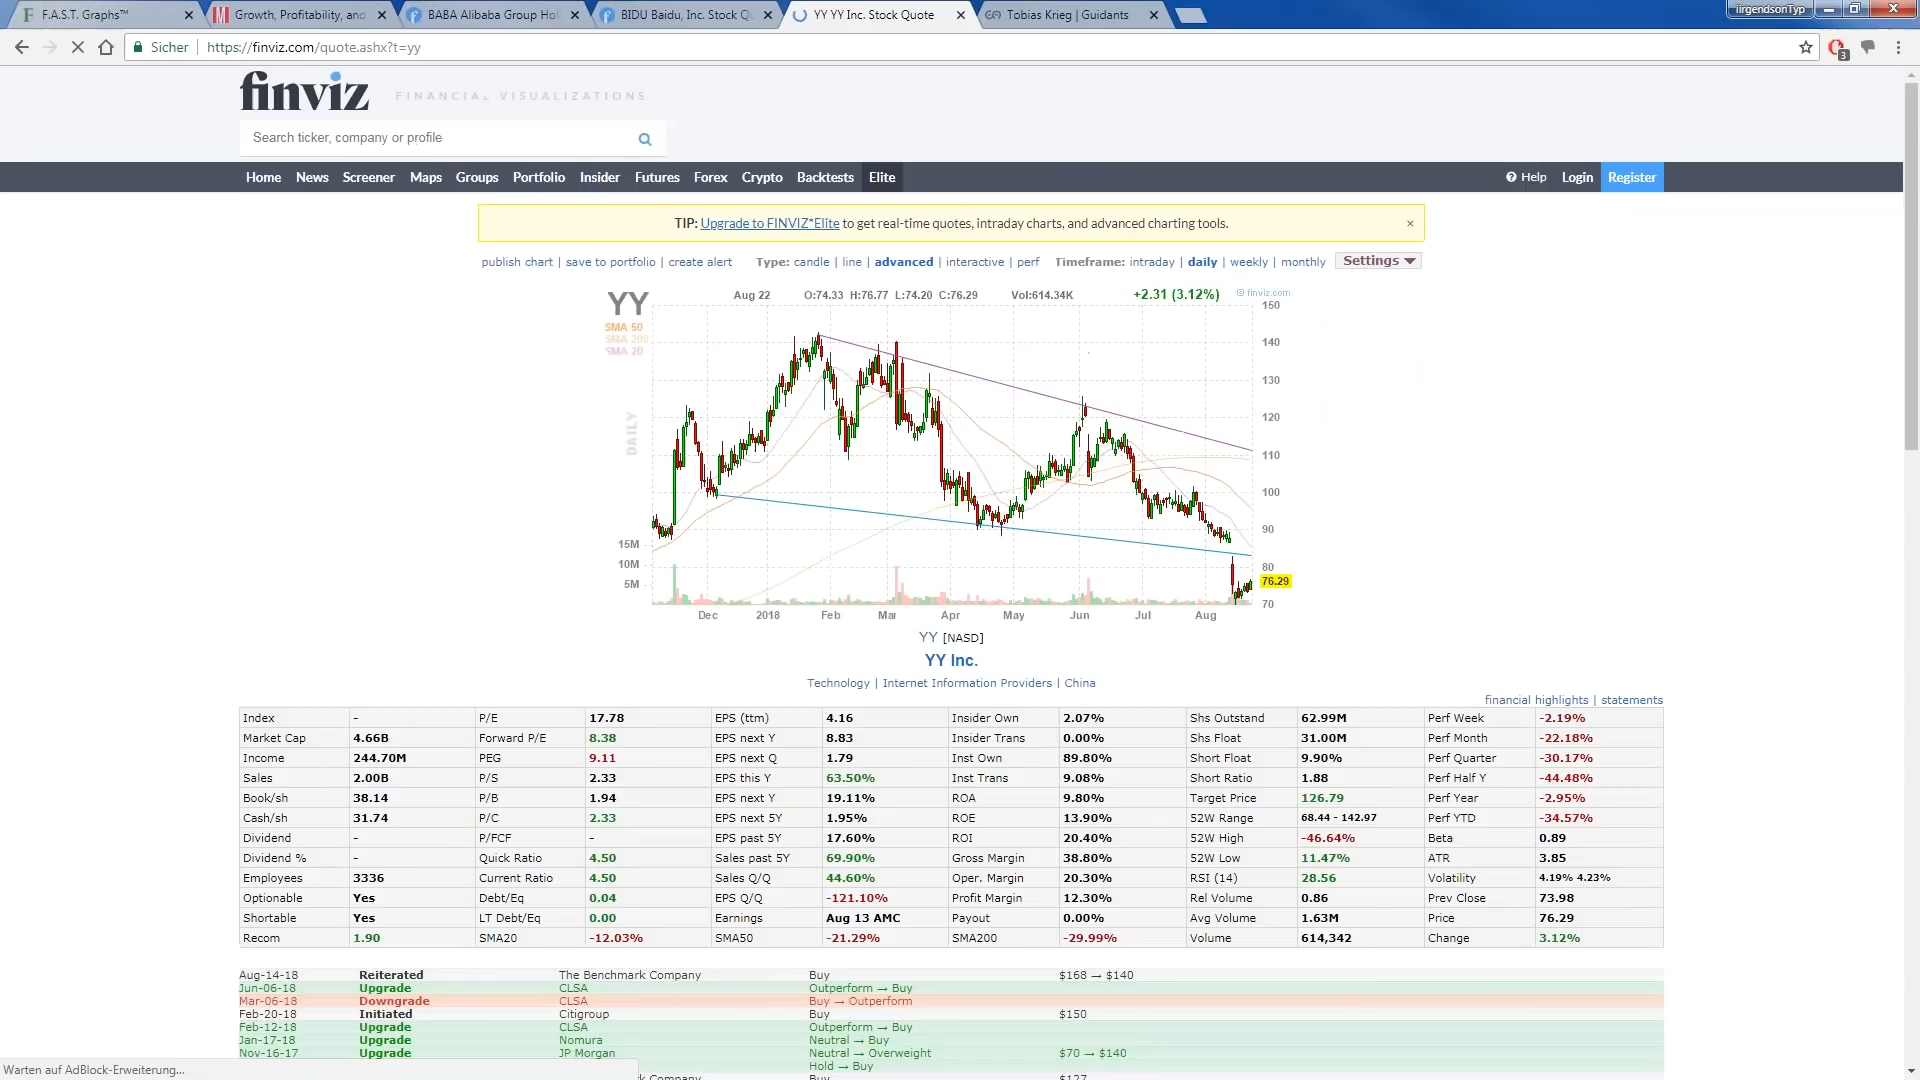 F.A.S.T. Graphs™
Growth, Profitability, and
BABA Alibaba Group Hol
BIDU Baidu, Inc. Stock Q
YY YY Inc. Stock Quote
Tobias Krieg | Guidants
iirgendsonTyp
Sicher
https://finviz.com/quote.ashx?t=yy
3
finviz
FINANCIAL VISUALIZATIONS
Search ticker, company or profile
Home News Screener Maps Groups Portfolio Insider Futures Forex Crypto Backtests Elite
Help Login Register
TIP: Upgrade to FINVIZ*Elite to get real-time quotes, intraday charts, and advanced charting tools. ×
publish chart | save to portfolio | create alert Type: candle | line | advanced | interactive | perf Timeframe: intraday | daily | weekly | monthly Settings
YY Aug 22 O:74.33 H:76.77 L:74.20 C:76.29 Vol:614.34K +2.31 (3.12%) © finviz.com
SMA 50
SMA 200
SMA 20
DAILY
150
140
130
120
110
100
90
80
76.29
70
15M
10M
5M
Dec 2018 Feb Mar Apr May Jun Jul Aug
YY [NASD]
YY Inc.
Technology | Internet Information Providers | China
financial highlights | statements
Index - P/E 17.78 EPS (ttm) 4.16 Insider Own 2.07% Shs Outstand 62.99M Perf Week -2.19%
Market Cap 4.66B Forward P/E 8.38 EPS next Y 8.83 Insider Trans 0.00% Shs Float 31.00M Perf Month -22.18%
Income 244.70M PEG 9.11 EPS next Q 1.79 Inst Own 89.80% Short Float 9.90% Perf Quarter -30.17%
Sales 2.00B P/S 2.33 EPS this Y 63.50% Inst Trans 9.08% Short Ratio 1.88 Perf Half Y -44.48%
Book/sh 38.14 P/B 1.94 EPS next Y 19.11% ROA 9.80% Target Price 126.79 Perf Year -2.95%
Cash/sh 31.74 P/C 2.33 EPS next 5Y 1.95% ROE 13.90% 52W Range 68.44 - 142.97 Perf YTD -34.57%
Dividend - P/FCF - EPS past 5Y 17.60% ROI 20.40% 52W High -46.64% Beta 0.89
Dividend % - Quick Ratio 4.50 Sales past 5Y 69.90% Gross Margin 38.80% 52W Low 11.47% ATR 3.85
Employees 3336 Current Ratio 4.50 Sales Q/Q 44.60% Oper. Margin 20.30% RSI (14) 28.56 Volatility 4.19% 4.23%
Optionable Yes Debt/Eq 0.04 EPS Q/Q -121.10% Profit Margin 12.30% Rel Volume 0.86 Prev Close 73.98
Shortable Yes LT Debt/Eq 0.00 Earnings Aug 13 AMC Payout 0.00% Avg Volume 1.63M Price 76.29
Recom 1.90 SMA20 -12.03% SMA50 -21.29% SMA200 -29.99% Volume 614,342 Change 3.12%
Aug-14-18 Reiterated The Benchmark Company Buy $168 → $140
Jun-06-18 Upgrade CLSA Outperform → Buy
Mar-06-18 Downgrade CLSA Buy → Outperform
Feb-20-18 Initiated Citigroup Buy $150
Feb-12-18 Upgrade CLSA Outperform → Buy
Jan-17-18 Upgrade Nomura Neutral → Buy
Nov-16-17 Upgrade JP Morgan Neutral → Overweight $70 → $140
Hold → Buy
Company Buy $127
Warten auf AdBlock-Erweiterung...